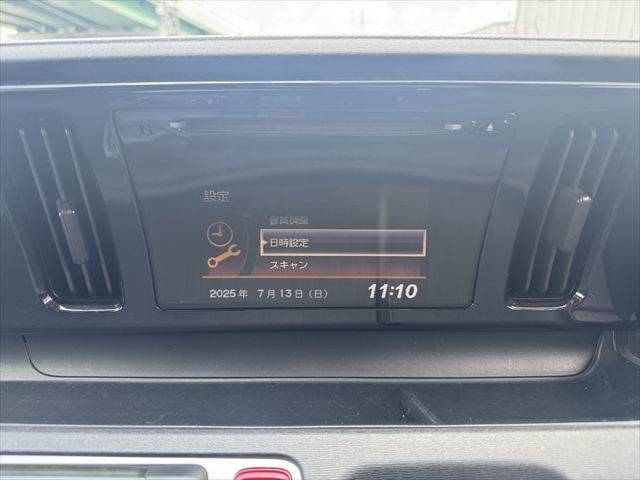 設定
音質調整
日時設定
スキャン
2025年 7月13日(日) 11:10